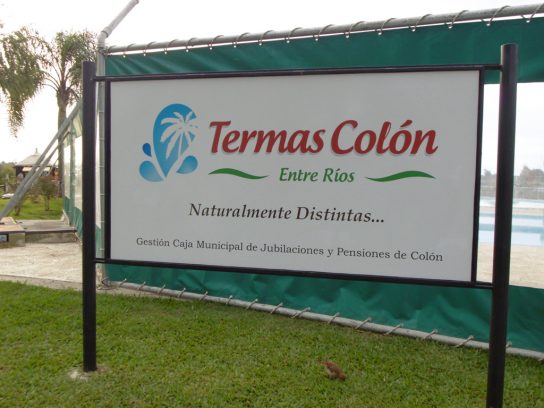 Termas Colón
Entre Ríos
Naturalmente Distintas...
Gestión Caja Municipal de Jubilaciones y Pensiones de Colón